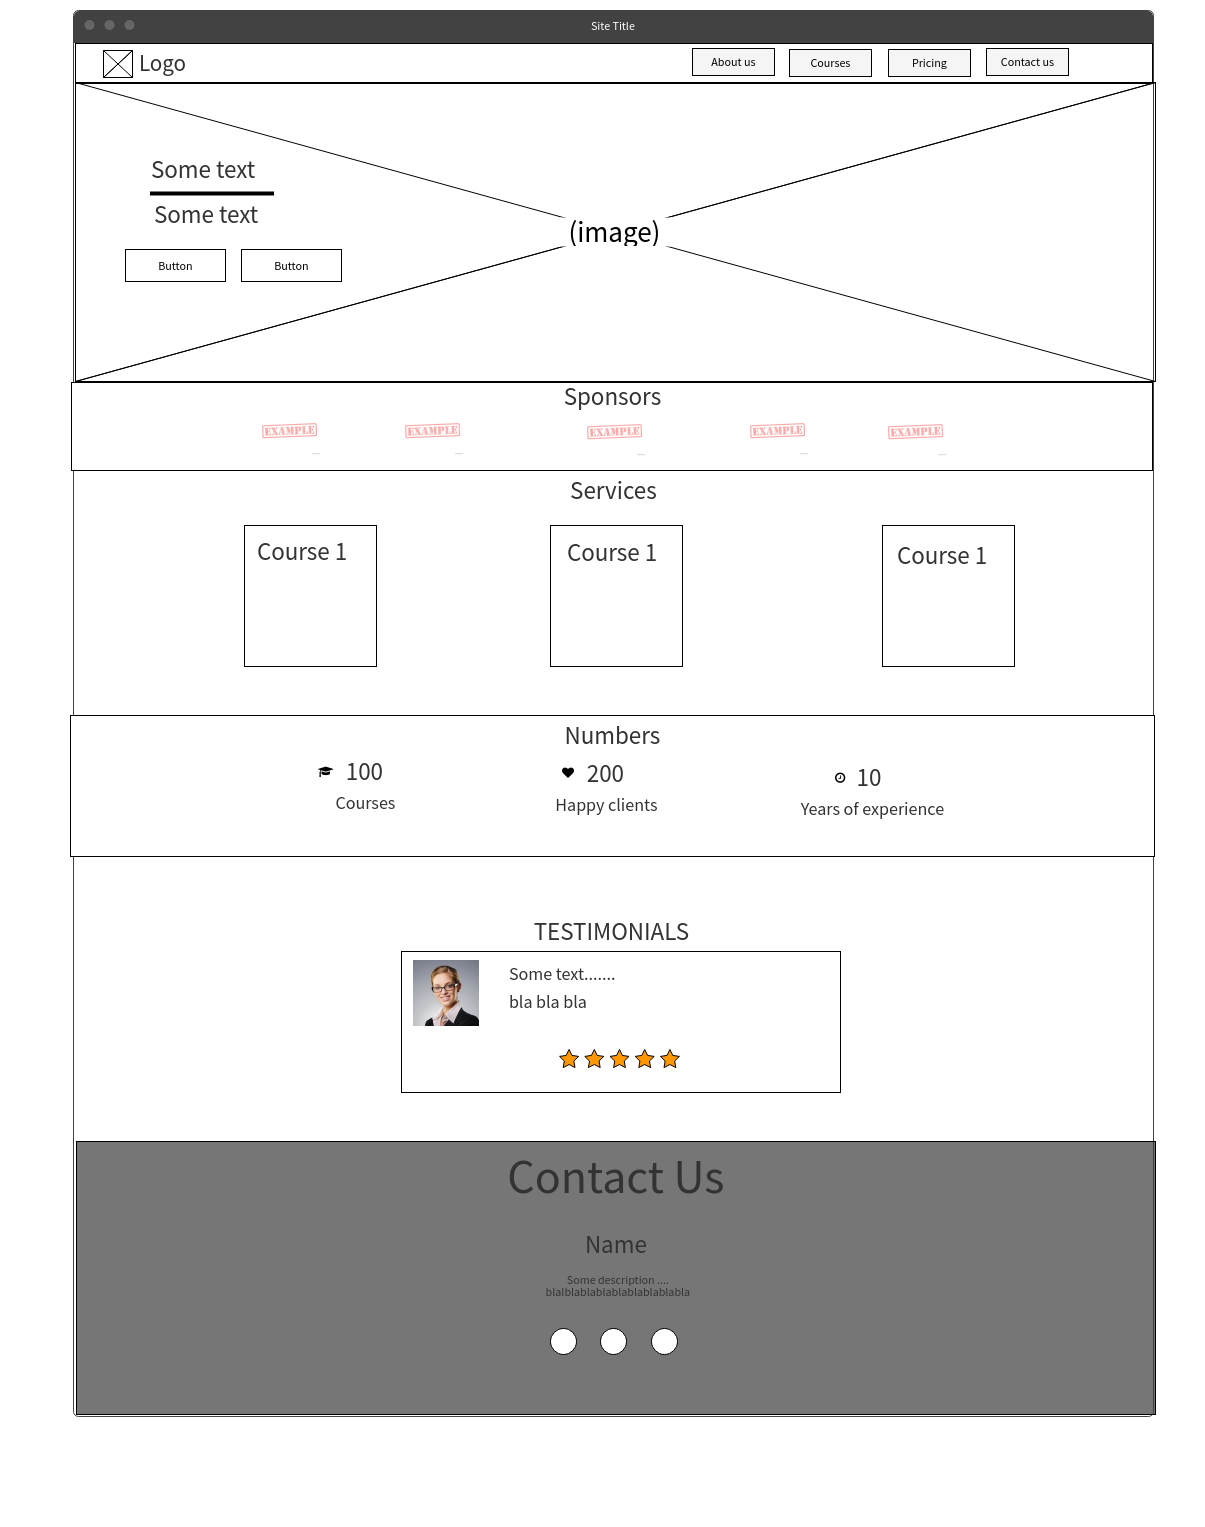 Site Title
Logo
About us
Courses
Pricing
Contact us
Some text
Some text
(image)
Button
Button
Sponsors
EXAMPLE
EXAMPLE
EXAMPLE
EXAMPLE
EXAMPLE
Services
Course 1
Course 1
Course 1
Numbers
100
Courses
200
Happy clients
10
Years of experience
TESTIMONIALS
Some text.......
bla bla bla
Contact Us
Name
Some description ....
blalblablablablablablablabla